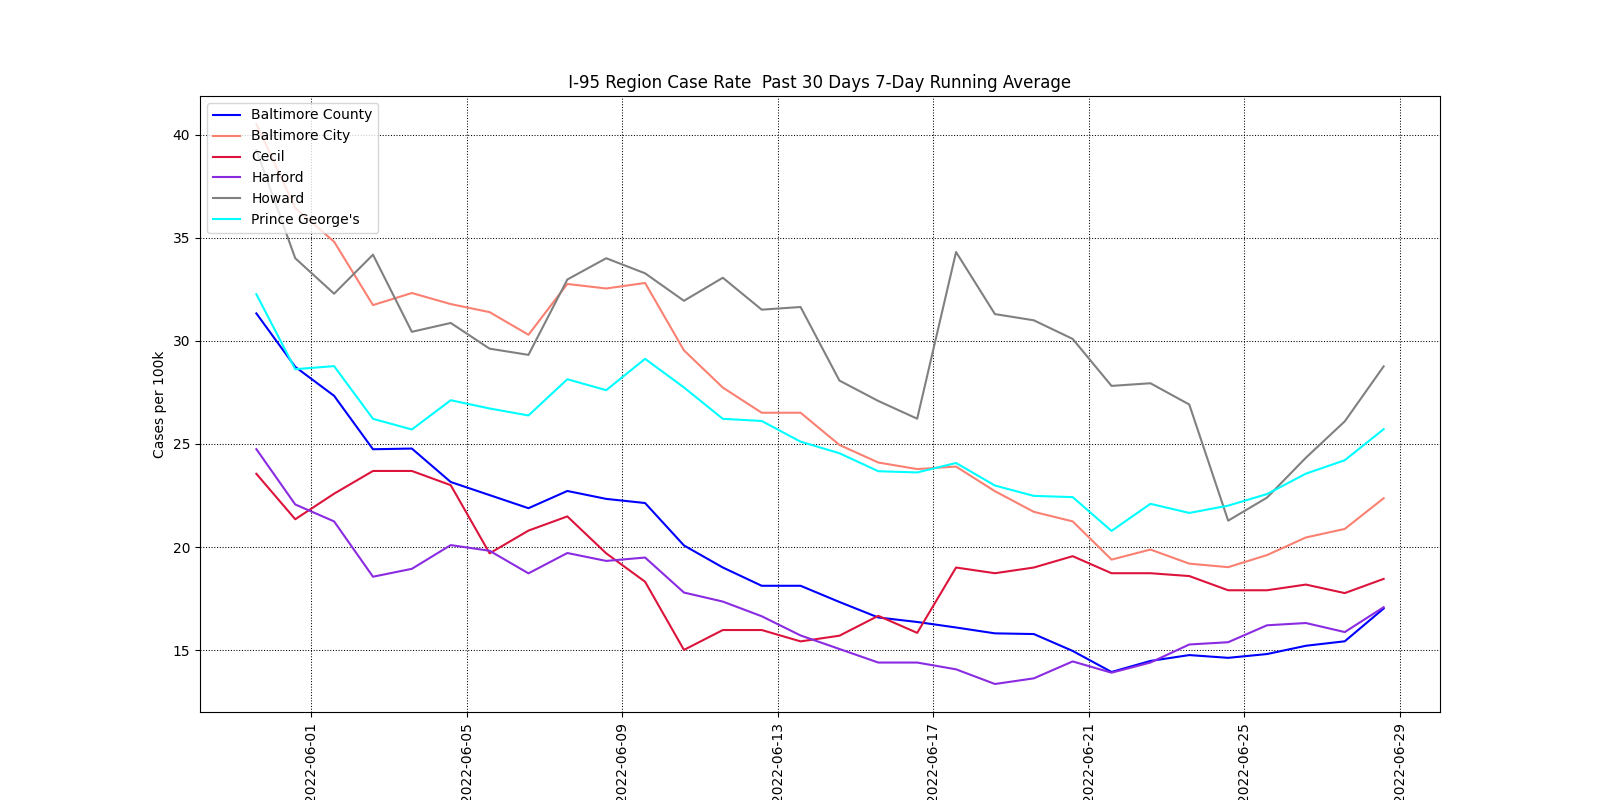 I-95 Region Case Rate  Past 30 Days 7-Day Running Average
Baltimore County
Baltimore City
Cecil
Harford
Howard
Prince George's
Cases per 100k
40
35
30
25
20
15
2022-06-01
2022-06-05
2022-06-09
2022-06-13
2022-06-17
2022-06-21
2022-06-25
2022-06-29